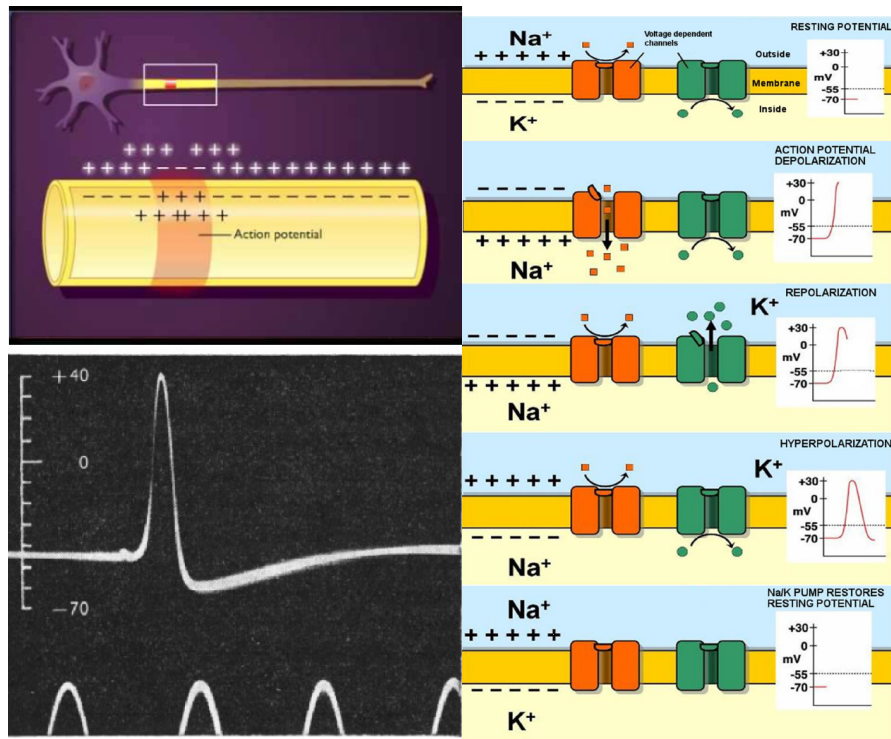 + + + + + +
+ + + + + − − − + + + + + + + + + + + + +
− − − − − + + + − − − − − − − − − − − −
+ + ++ + +
Action potential
+40
0
−70
Na⁺
+ + + + +
− − − − −
K⁺
Voltage dependent
channels
Outside
Membrane
Inside
RESTING POTENTIAL
+30
0
mV
-55
-70
ACTION POTENTIAL
DEPOLARIZATION
− − − − −
+ + + + +
Na⁺
+30
0
mV
-55
-70
REPOLARIZATION
K⁺
− − − − −
+ + + + +
Na⁺
+30
0
mV
-55
-70
HYPERPOLARIZATION
K⁺
+ + + + +
− − − − −
Na⁺
+30
0
mV
-55
-70
Na/K PUMP RESTORES
RESTING POTENTIAL
Na⁺
+ + + + +
− − − − −
K⁺
+30
0
mV
-55
-70